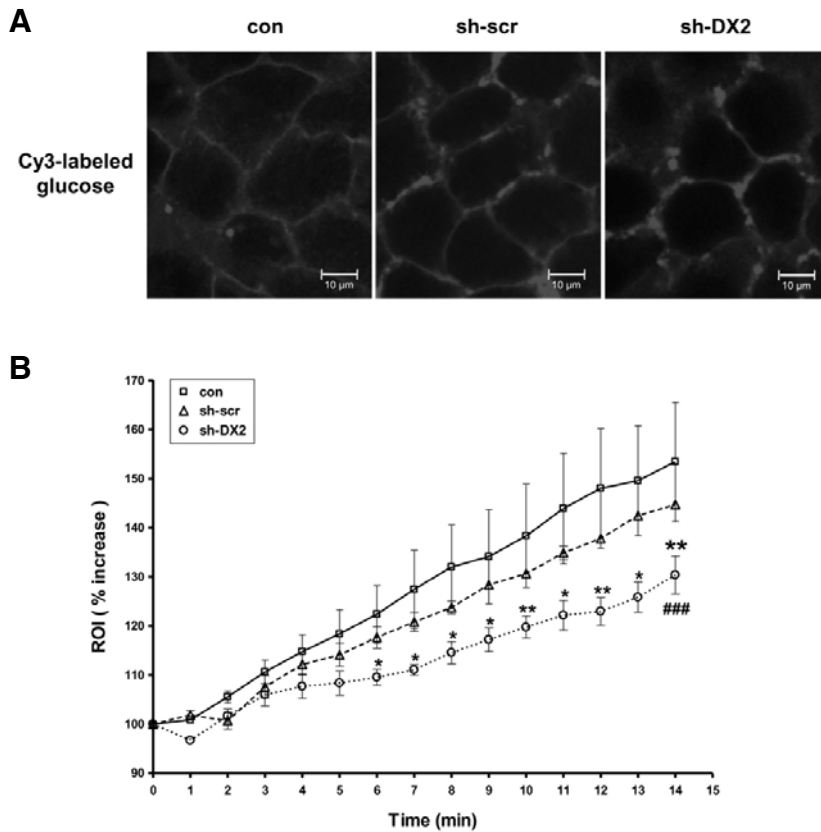 A
con sh-scr sh-DX2
Cy3-labeled
glucose
10 µm 10 µm 10 µm
B
170
160
150
140
130
120
110
100
90
ROI ( % increase )
con
sh-scr
sh-DX2
* * * * ** * ** * **
###
0 1 2 3 4 5 6 7 8 9 10 11 12 13 14 15
Time (min)